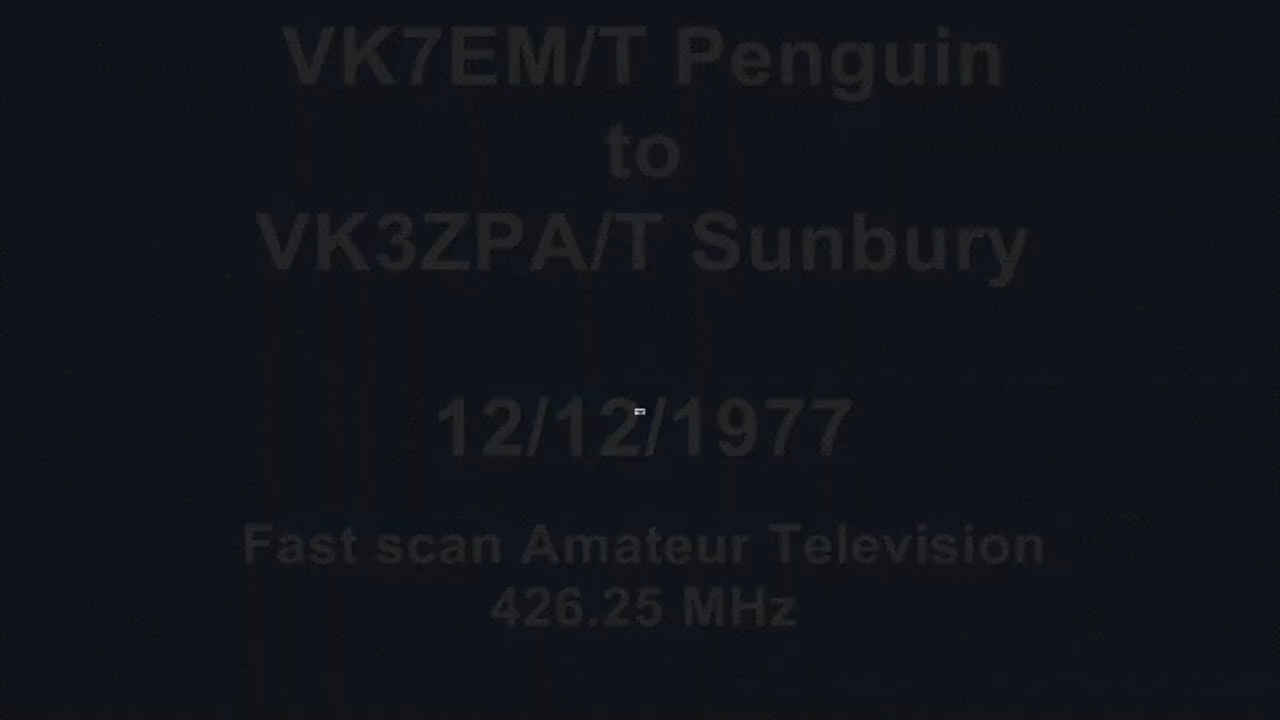 VK7EM/T Penguin
to
VK3ZPA/T Sunbury
12/12/1977
Fast scan Amateur Television
426.25 MHz